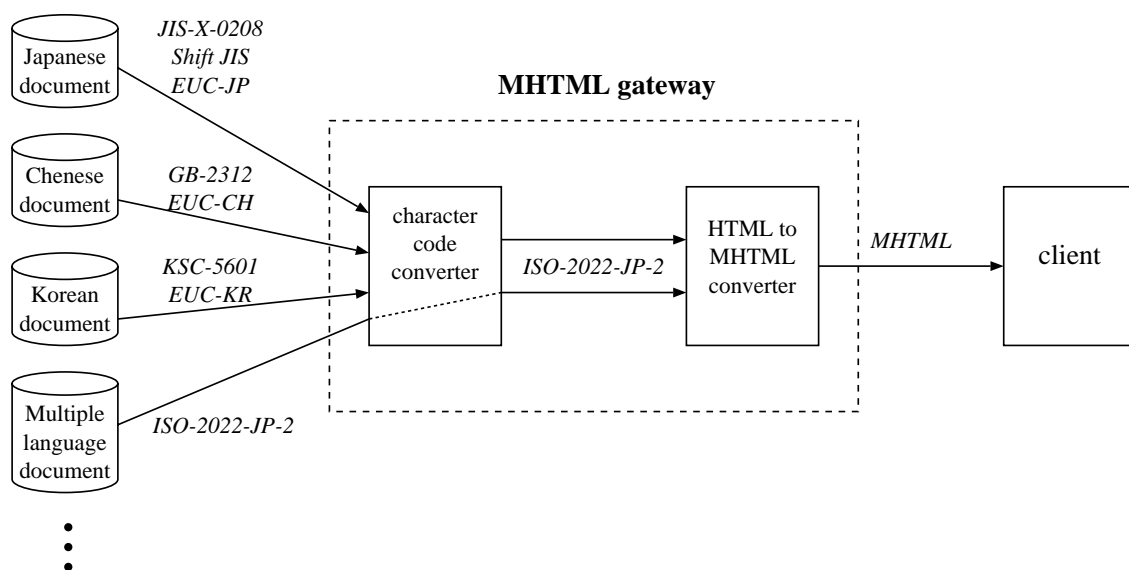 JIS-X-0208
Shift JIS
EUC-JP
Japanese
document
MHTML gateway
GB-2312
EUC-CH
Chenese
document
character
code
converter
HTML to
MHTML
converter
MHTML
client
KSC-5601
EUC-KR
ISO-2022-JP-2
Korean
document
Multiple
language
document
ISO-2022-JP-2